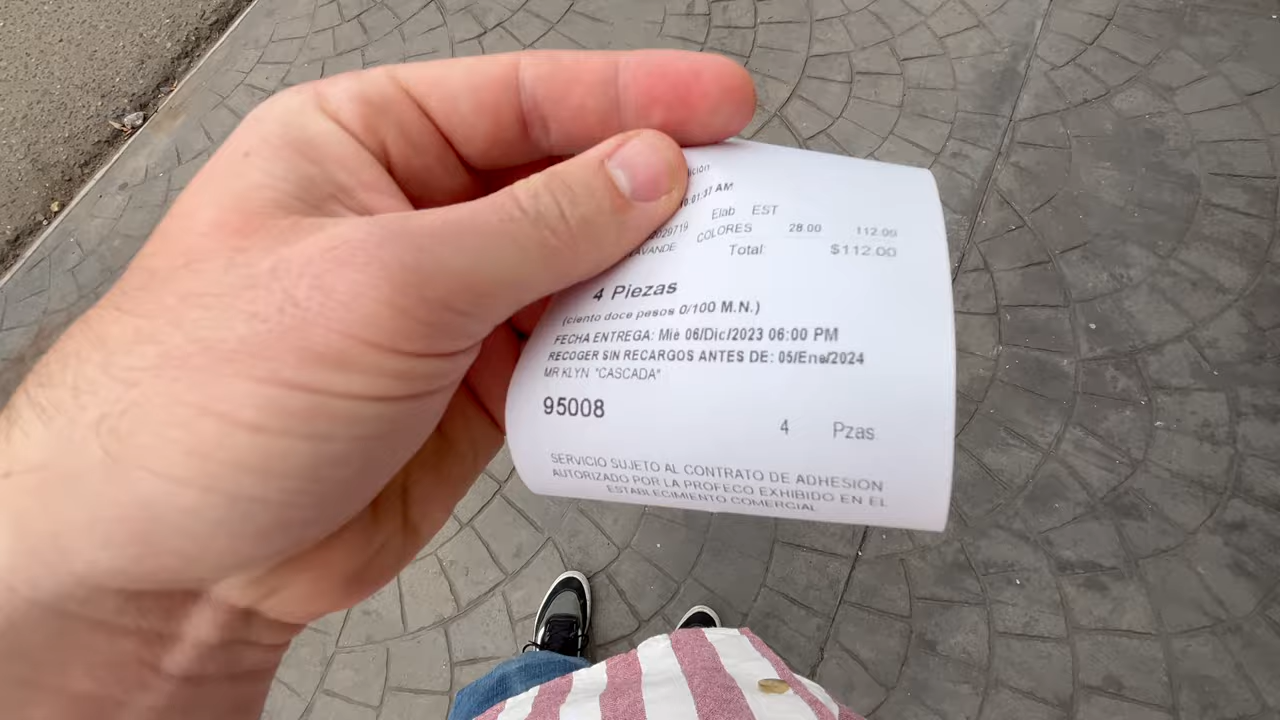 ición
:01:37 AM
Elab EST
2029719 COLORES 28.00 112.00
AVANDE Total: $112.00
4 Piezas
(ciento doce pesos 0/100 M.N.)
FECHA ENTREGA: Mié 06/Dic/2023 06:00 PM
RECOGER SIN RECARGOS ANTES DE: 05/Ene/2024
MR KLYN "CASCADA"
95008
4 Pzas.
SERVICIO SUJETO AL CONTRATO DE ADHESION
AUTORIZADO POR LA PROFECO EXHIBIDO EN EL
ESTABLECIMIENTO COMERCIAL